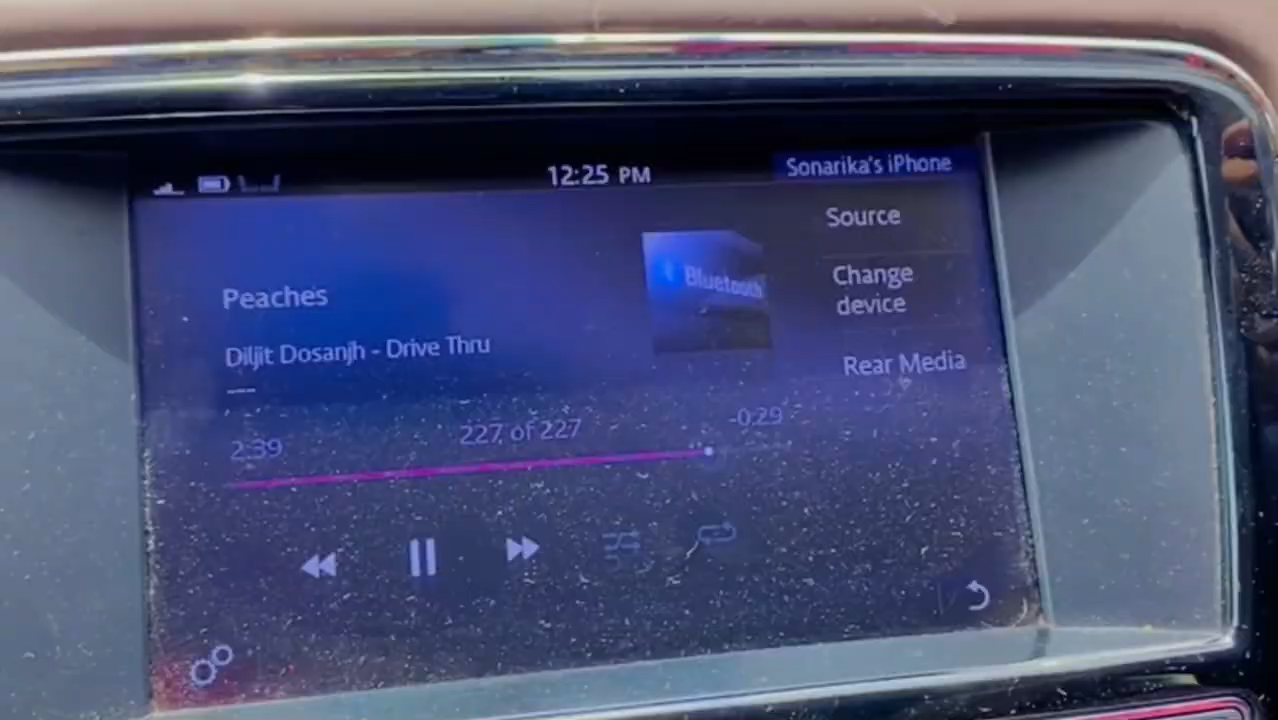 12:25 PM
Sonarika's iPhone
Source
Bluetooth
Change
device
Peaches
Diljit Dosanjh - Drive Thru
---
Rear Media
2:39
227 of 227
-0:29